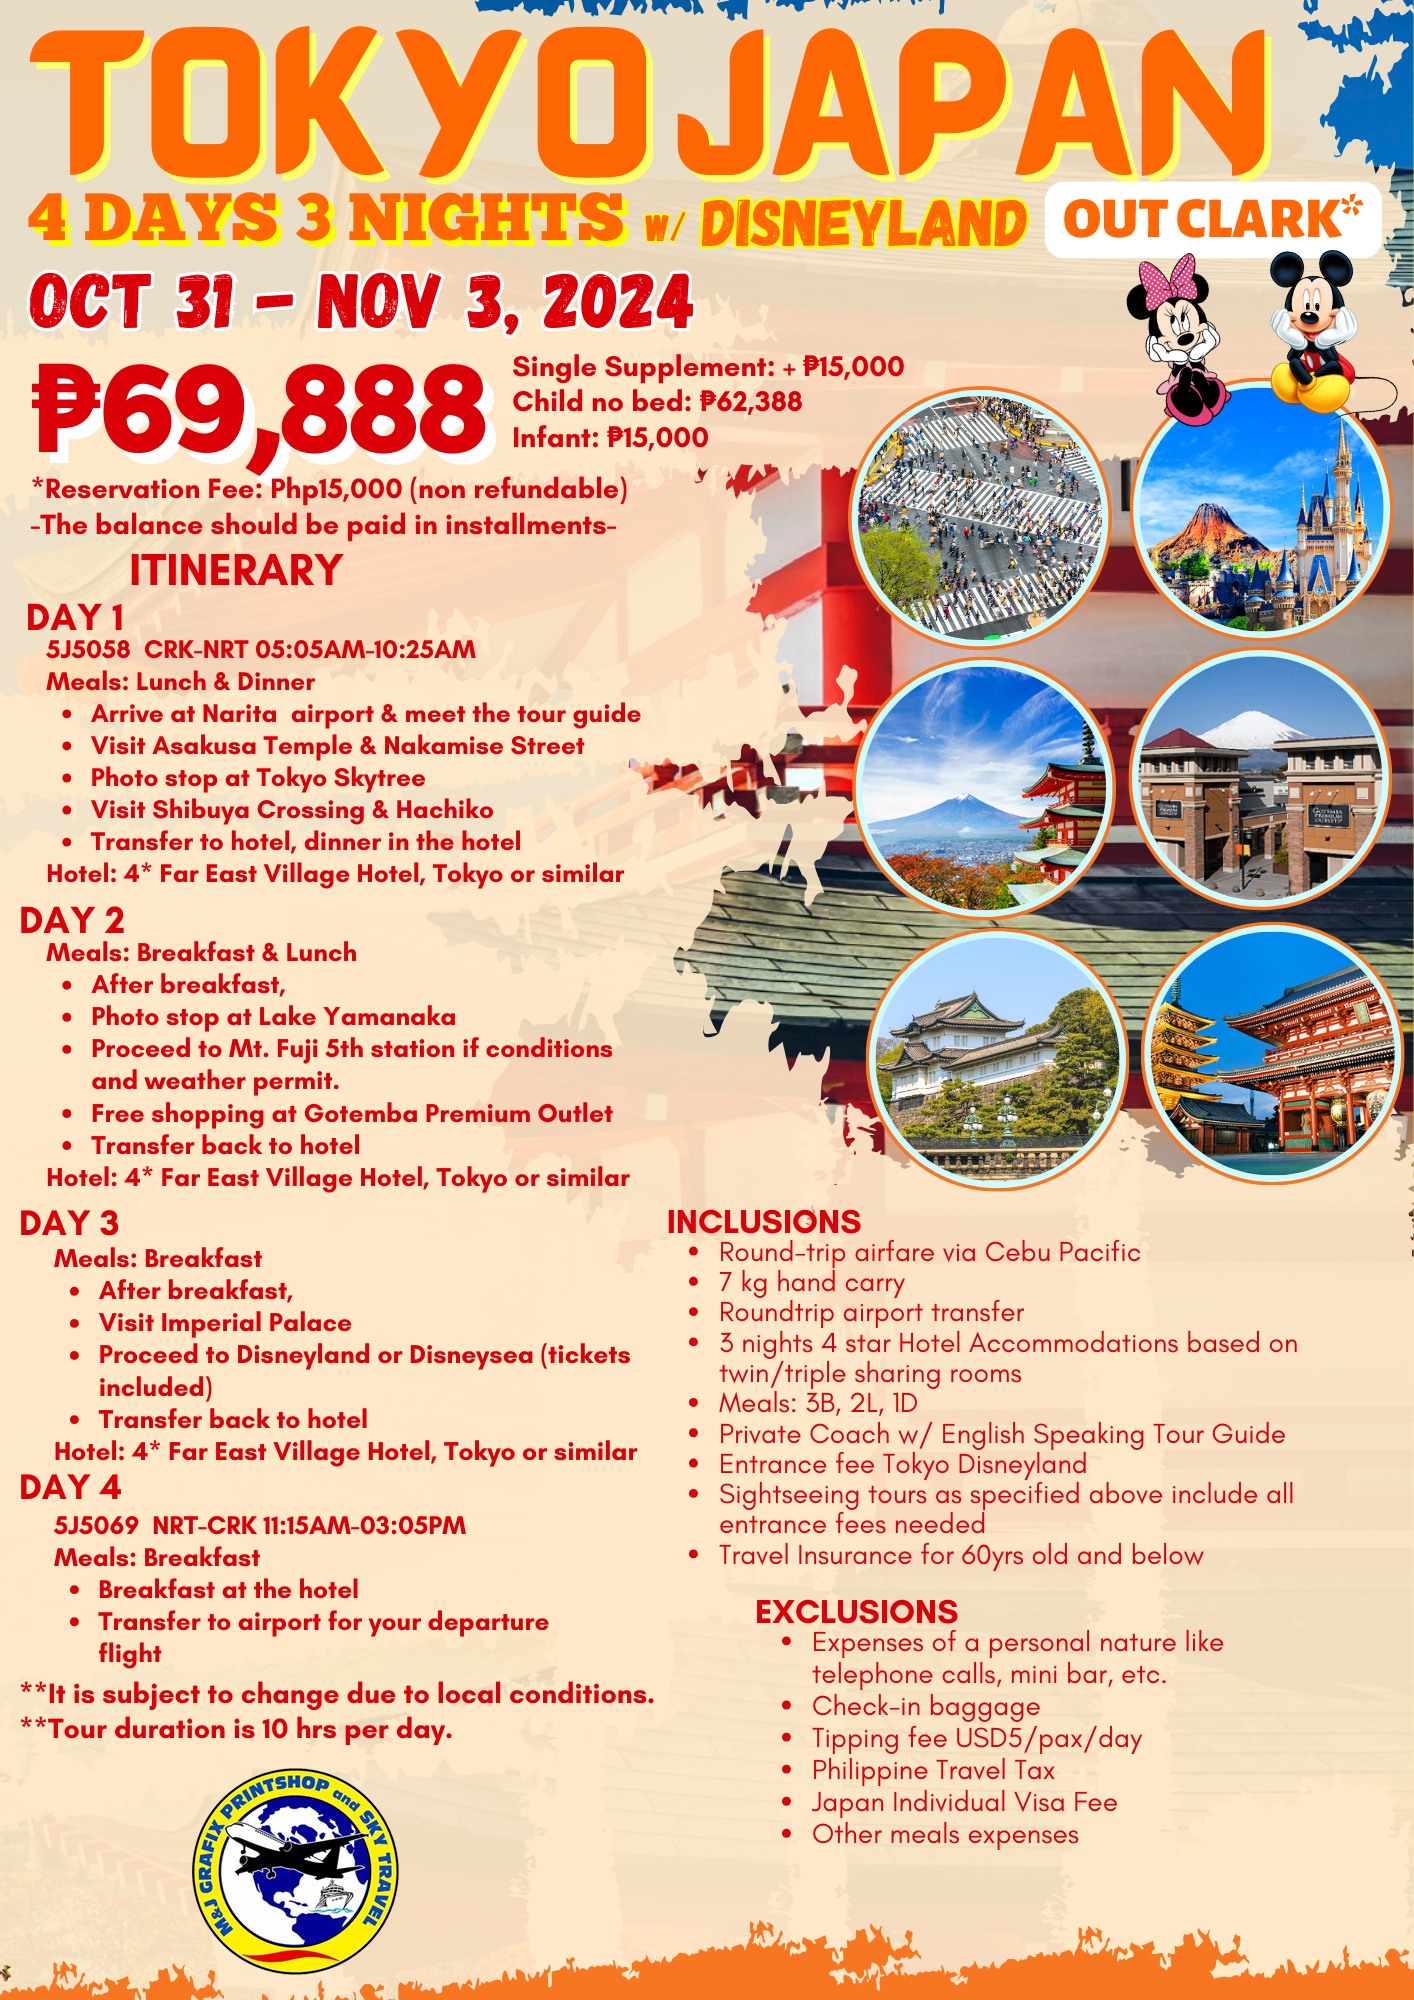 TOKYO JAPAN
4 DAYS 3 NIGHTS w/ DISNEYLAND
OUT CLARK*
OCT 31 – NOV 3, 2024
₱69,888
Single Supplement: + ₱15,000
Child no bed: ₱62,388
Infant: ₱15,000
*Reservation Fee: Php15,000 (non refundable)
-The balance should be paid in installments-
ITINERARY
DAY 1
5J5058 CRK-NRT 05:05AM-10:25AM
Meals: Lunch & Dinner
• Arrive at Narita airport & meet the tour guide
• Visit Asakusa Temple & Nakamise Street
• Photo stop at Tokyo Skytree
• Visit Shibuya Crossing & Hachiko
• Transfer to hotel, dinner in the hotel
Hotel: 4* Far East Village Hotel, Tokyo or similar
DAY 2
Meals: Breakfast & Lunch
• After breakfast,
• Photo stop at Lake Yamanaka
• Proceed to Mt. Fuji 5th station if conditions
and weather permit.
• Free shopping at Gotemba Premium Outlet
• Transfer back to hotel
Hotel: 4* Far East Village Hotel, Tokyo or similar
DAY 3
Meals: Breakfast
• After breakfast,
• Visit Imperial Palace
• Proceed to Disneyland or Disneysea (tickets
included)
• Transfer back to hotel
Hotel: 4* Far East Village Hotel, Tokyo or similar
DAY 4
5J5069 NRT-CRK 11:15AM-03:05PM
Meals: Breakfast
• Breakfast at the hotel
• Transfer to airport for your departure
flight
**It is subject to change due to local conditions.
**Tour duration is 10 hrs per day.
GOTEMBA
PREMIUM
OUTLETS
INCLUSIONS
• Round-trip airfare via Cebu Pacific
• 7 kg hand carry
• Roundtrip airport transfer
• 3 nights 4 star Hotel Accommodations based on
twin/triple sharing rooms
• Meals: 3B, 2L, 1D
• Private Coach w/ English Speaking Tour Guide
• Entrance fee Tokyo Disneyland
• Sightseeing tours as specified above include all
entrance fees needed
• Travel Insurance for 60yrs old and below
EXCLUSIONS
• Expenses of a personal nature like
telephone calls, mini bar, etc.
• Check-in baggage
• Tipping fee USD5/pax/day
• Philippine Travel Tax
• Japan Individual Visa Fee
• Other meals expenses
M&J GRAFIX PRINTSHOP and SKY TRAVEL